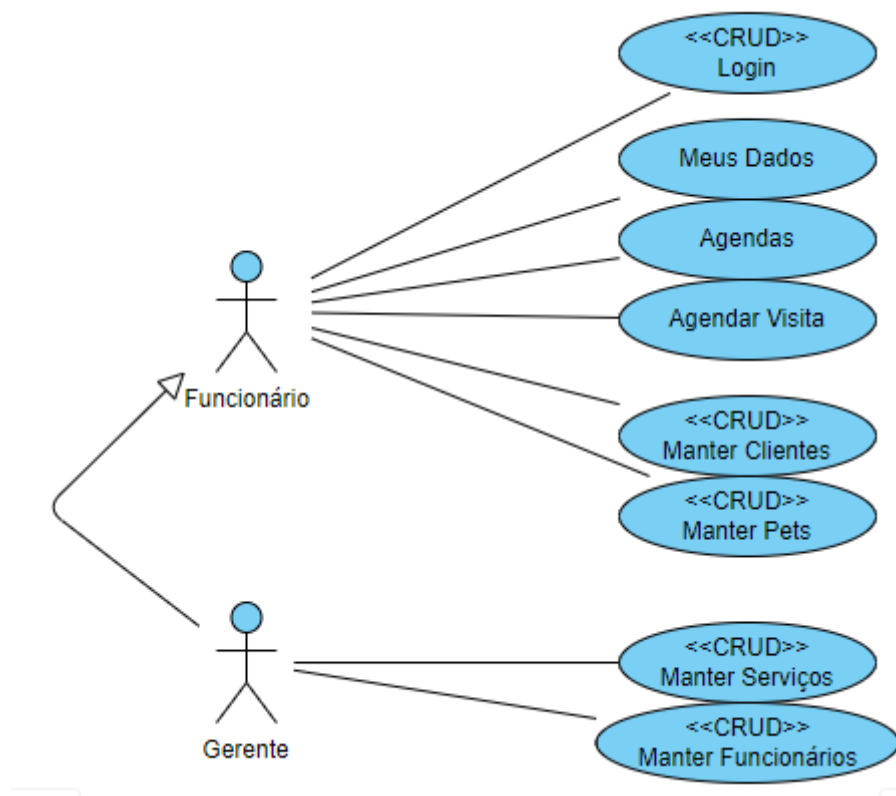 <<CRUD>>
Login
Meus Dados
Agendas
Agendar Visita
Funcionário
<<CRUD>>
Manter Clientes
<<CRUD>>
Manter Pets
<<CRUD>>
Manter Serviços
<<CRUD>>
Manter Funcionários
Gerente